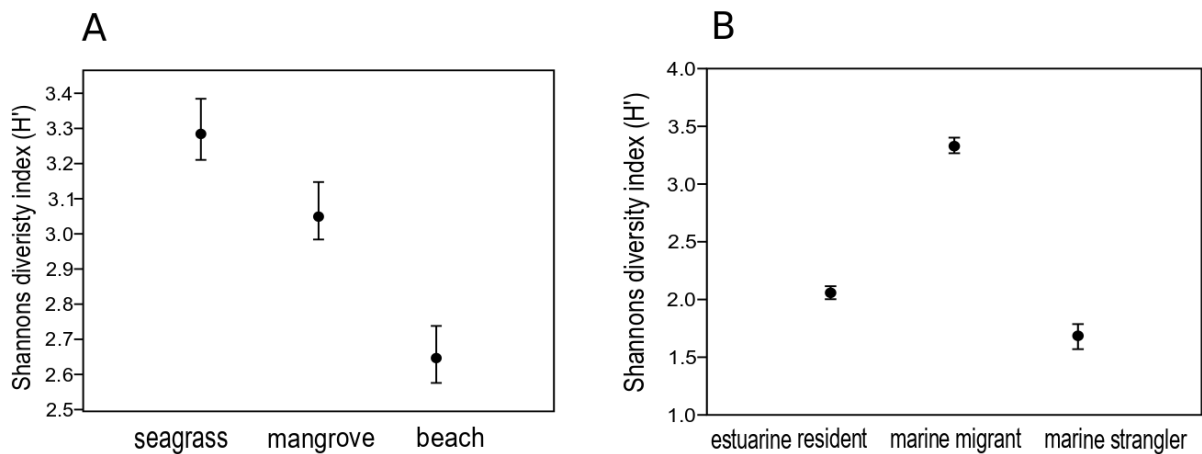 A
Shannons diveristy index (H')
3.4
3.3
3.2
3.1
3.0
2.9
2.8
2.7
2.6
2.5
seagrass mangrove beach
B
Shannons diversity index (H')
4.0
3.5
3.0
2.5
2.0
1.5
1.0
estuarine resident marine migrant marine strangler